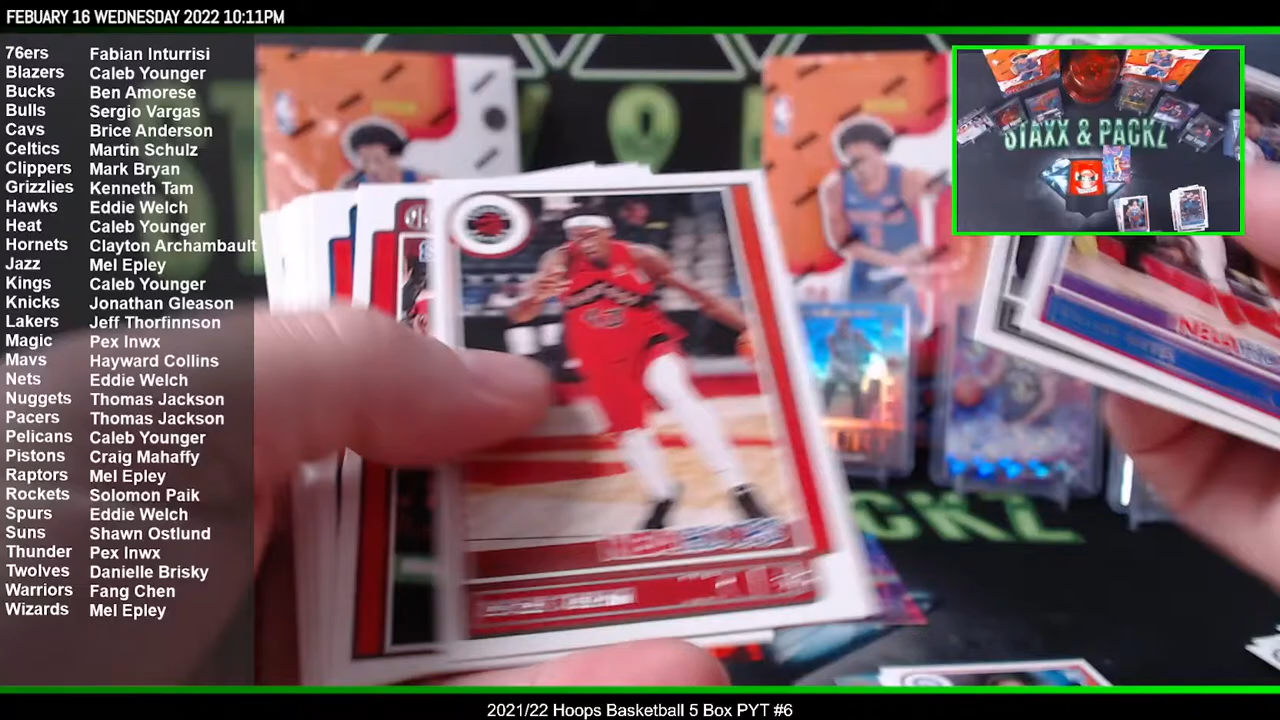 FEBUARY 16 WEDNESDAY 2022 10:11PM
76ers Fabian Inturrisi
Blazers Caleb Younger
Bucks Ben Amorese
Bulls Sergio Vargas
Cavs Brice Anderson
Celtics Martin Schulz
Clippers Mark Bryan
Grizzlies Kenneth Tam
Hawks Eddie Welch
Heat Caleb Younger
Hornets Clayton Archambault
Jazz Mel Epley
Kings Caleb Younger
Knicks Jonathan Gleason
Lakers Jeff Thorfinnson
Magic Pex Inwx
Mavs Hayward Collins
Nets Eddie Welch
Nuggets Thomas Jackson
Pacers Thomas Jackson
Pelicans Caleb Younger
Pistons Craig Mahaffy
Raptors Mel Epley
Rockets Solomon Paik
Spurs Eddie Welch
Suns Shawn Ostlund
Thunder Pex Inwx
Twolves Danielle Brisky
Warriors Fang Chen
Wizards Mel Epley
STAXX & PACKZ
43
NBA HOOPS
2021/22 Hoops Basketball 5 Box PYT #6